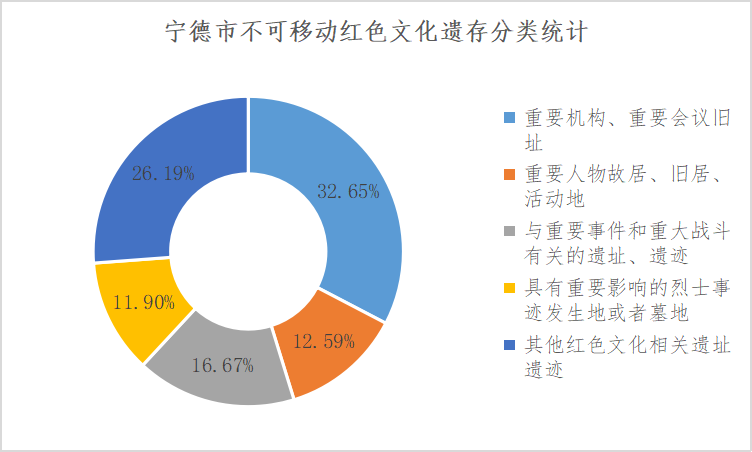 宁德市不可移动红色文化遗存分类统计
26.19%
32.65%
11.90%
12.59%
16.67%
重要机构、重要会议旧
址
重要人物故居、旧居、
活动地
与重要事件和重大战斗
有关的遗址、遗迹
具有重要影响的烈士事
迹发生地或者墓地
其他红色文化相关遗址
遗迹